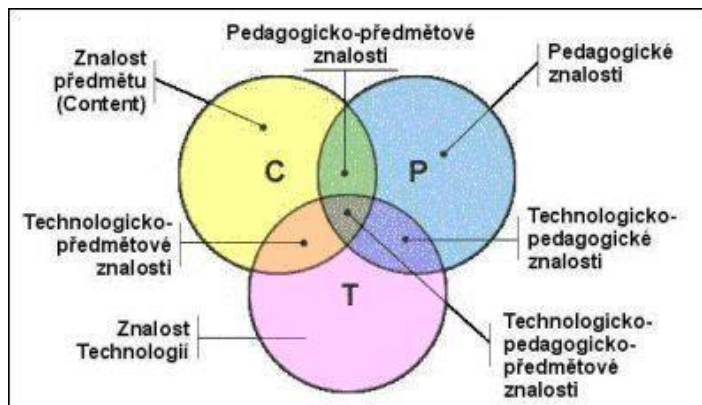 Pedagogicko-předmětové
znalosti
Znalost
předmětu
(Content)
Pedagogické
znalosti
C
P
Technologicko-
předmětové
znalosti
Technologicko-
pedagogické
znalosti
T
Znalost
Technologií
Technologicko-
pedagogicko-
předmětové
znalosti